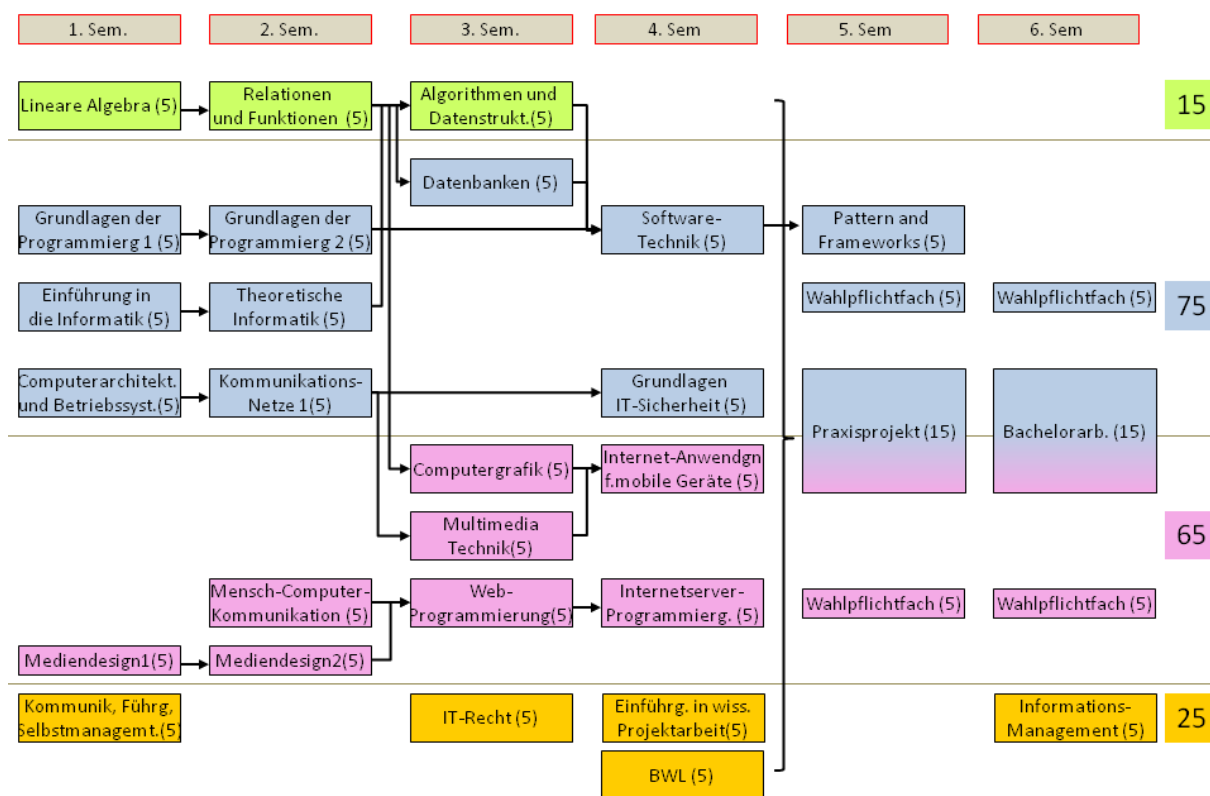 1. Sem.
2. Sem.
3. Sem.
4. Sem
5. Sem
6. Sem
Lineare Algebra (5)
Relationen
und Funktionen (5)
Algorithmen und
Datenstrukt.(5)
15
Datenbanken (5)
Grundlagen der
Programmierg 1 (5)
Grundlagen der
Programmierg 2 (5)
Software-
Technik (5)
Pattern and
Frameworks (5)
Einführung in
die Informatik (5)
Theoretische
Informatik (5)
Wahlpflichtfach (5)
Wahlpflichtfach (5)
75
Computerarchitekt.
und Betriebssyst.(5)
Kommunikations-
Netze 1(5)
Grundlagen
IT-Sicherheit (5)
Praxisprojekt (15)
Bachelorarb. (15)
Computergrafik (5)
Internet-Anwendgn
f.mobile Geräte (5)
Multimedia
Technik(5)
65
Mensch-Computer-
Kommunikation (5)
Web-
Programmierung(5)
Internetserver-
Programmierg. (5)
Wahlpflichtfach (5)
Wahlpflichtfach (5)
Mediendesign1(5)
Mediendesign2(5)
Kommunik, Führg,
Selbstmanagemt.(5)
IT-Recht (5)
Einführg. in wiss.
Projektarbeit(5)
Informations-
Management (5)
25
BWL (5)